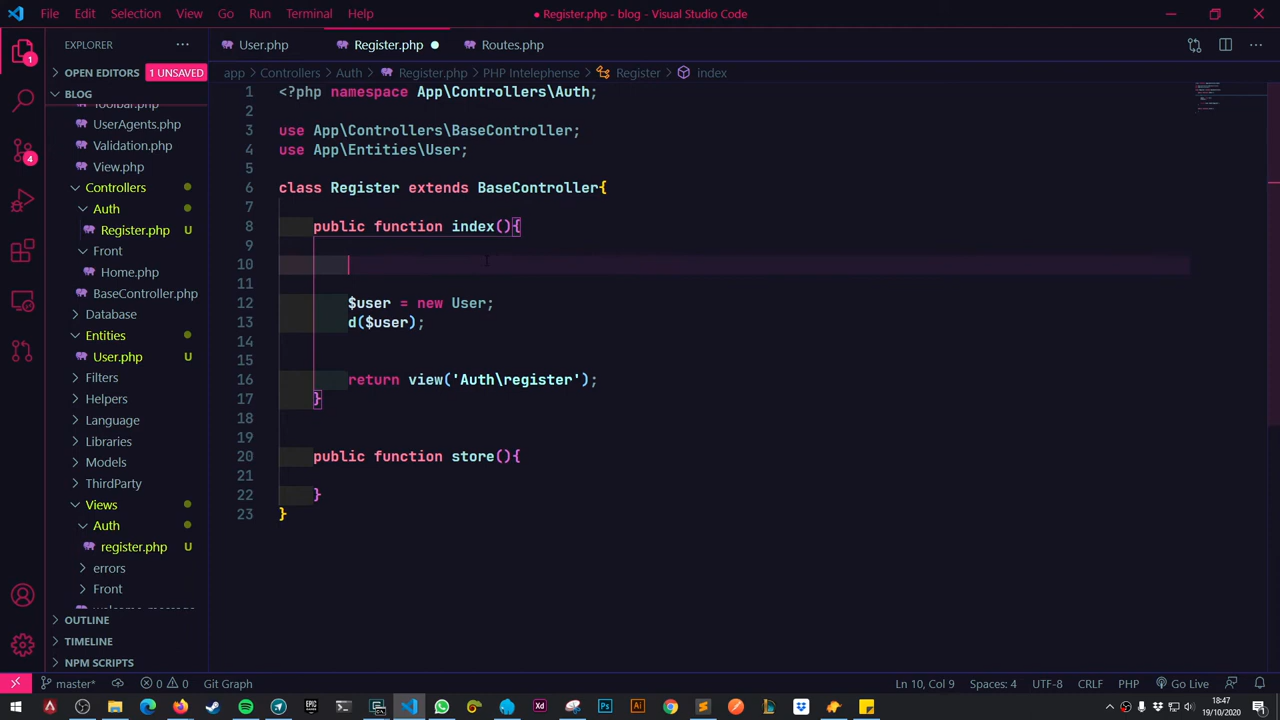 File Edit Selection View Go Run Terminal Help
● Register.php - blog - Visual Studio Code
EXPLORER
User.php Register.php Routes.php
OPEN EDITORS 1 UNSAVED
app > Controllers > Auth > Register.php > PHP Intelephense > Register > index
BLOG
Toolbar.php
UserAgents.php
Validation.php
View.php
Controllers
Auth
Register.php U
Front
Home.php
BaseController.php
Database
Entities
User.php U
Filters
Helpers
Language
Libraries
Models
ThirdParty
Views
Auth
register.php U
errors
Front
welcome_message
OUTLINE
TIMELINE
NPM SCRIPTS
1
4
1 <?php namespace App\Controllers\Auth;
2
3 use App\Controllers\BaseController;
4 use App\Entities\User;
5
6 class Register extends BaseController{
7
8 public function index(){
9
10
11
12 $user = new User;
13 d($user);
14
15
16 return view('Auth\register');
17 }
18
19
20 public function store(){
21
22 }
23 }
master* 0 0 Git Graph
Ln 10, Col 9 Spaces: 4 UTF-8 CRLF PHP Go Live
18:47
19/10/2020